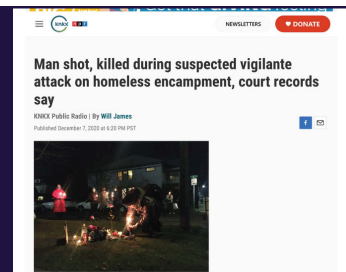 NEWSLETTERS
DONATE
Man shot, killed during suspected vigilante
attack on homeless encampment, court records
say
KNKX Public Radio | By Will James
Published December 7, 2020 at 6:20 PM PST